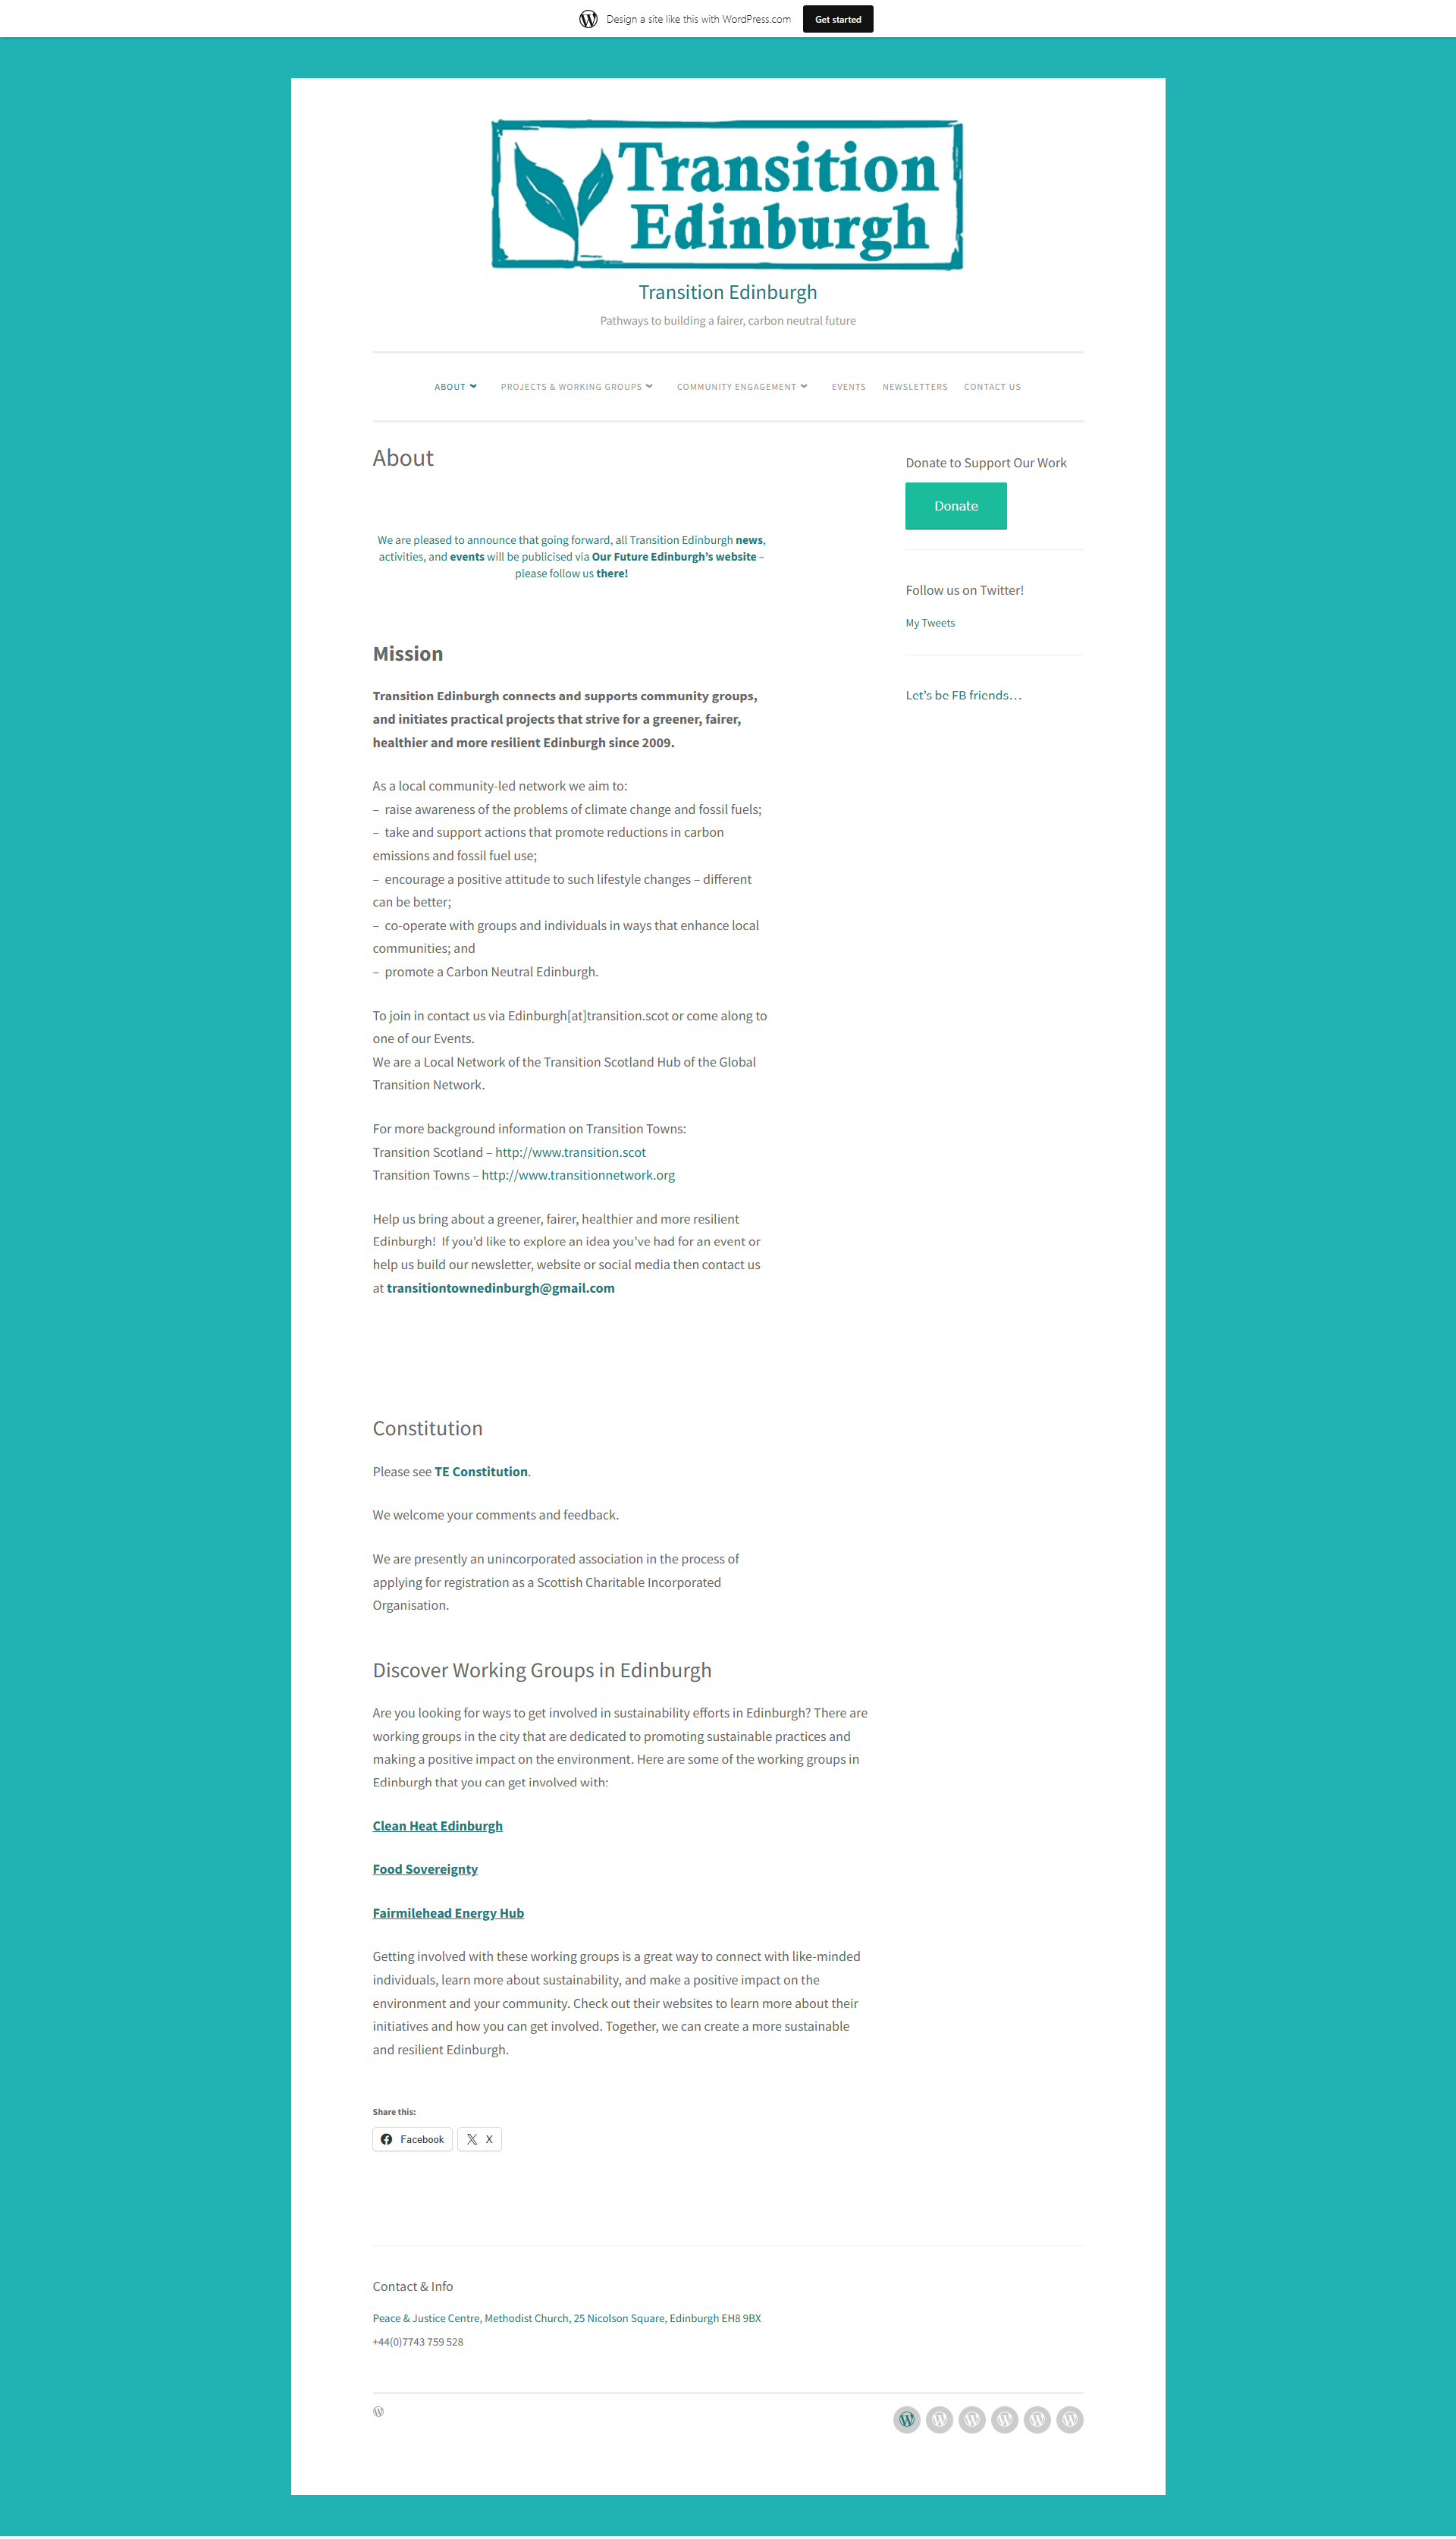 Design a site like this with WordPress.com
Get started
Transition
Edinburgh
Transition Edinburgh
Pathways to building a fairer, carbon neutral future
ABOUT
PROJECTS & WORKING GROUPS
COMMUNITY ENGAGEMENT
EVENTS
NEWSLETTERS
CONTACT US
About
We are pleased to announce that going forward, all Transition Edinburgh news,
activities, and events will be publicised via Our Future Edinburgh’s website –
please follow us there!
Mission
Transition Edinburgh connects and supports community groups,
and initiates practical projects that strive for a greener, fairer,
healthier and more resilient Edinburgh since 2009.
As a local community-led network we aim to:
– raise awareness of the problems of climate change and fossil fuels;
– take and support actions that promote reductions in carbon
emissions and fossil fuel use;
– encourage a positive attitude to such lifestyle changes – different
can be better;
– co-operate with groups and individuals in ways that enhance local
communities; and
– promote a Carbon Neutral Edinburgh.
To join in contact us via Edinburgh[at]transition.scot or come along to
one of our Events.
We are a Local Network of the Transition Scotland Hub of the Global
Transition Network.
For more background information on Transition Towns:
Transition Scotland – http://www.transition.scot
Transition Towns – http://www.transitionnetwork.org
Help us bring about a greener, fairer, healthier and more resilient
Edinburgh! If you’d like to explore an idea you’ve had for an event or
help us build our newsletter, website or social media then contact us
at transitiontownedinburgh@gmail.com
Constitution
Please see TE Constitution.
We welcome your comments and feedback.
We are presently an unincorporated association in the process of
applying for registration as a Scottish Charitable Incorporated
Organisation.
Discover Working Groups in Edinburgh
Are you looking for ways to get involved in sustainability efforts in Edinburgh? There are
working groups in the city that are dedicated to promoting sustainable practices and
making a positive impact on the environment. Here are some of the working groups in
Edinburgh that you can get involved with:
Clean Heat Edinburgh
Food Sovereignty
Fairmilehead Energy Hub
Getting involved with these working groups is a great way to connect with like-minded
individuals, learn more about sustainability, and make a positive impact on the
environment and your community. Check out their websites to learn more about their
initiatives and how you can get involved. Together, we can create a more sustainable
and resilient Edinburgh.
Share this:
Facebook
X
Donate to Support Our Work
Donate
Follow us on Twitter!
My Tweets
Let’s be FB friends…
Contact & Info
Peace & Justice Centre, Methodist Church, 25 Nicolson Square, Edinburgh EH8 9BX
+44(0)7743 759 528